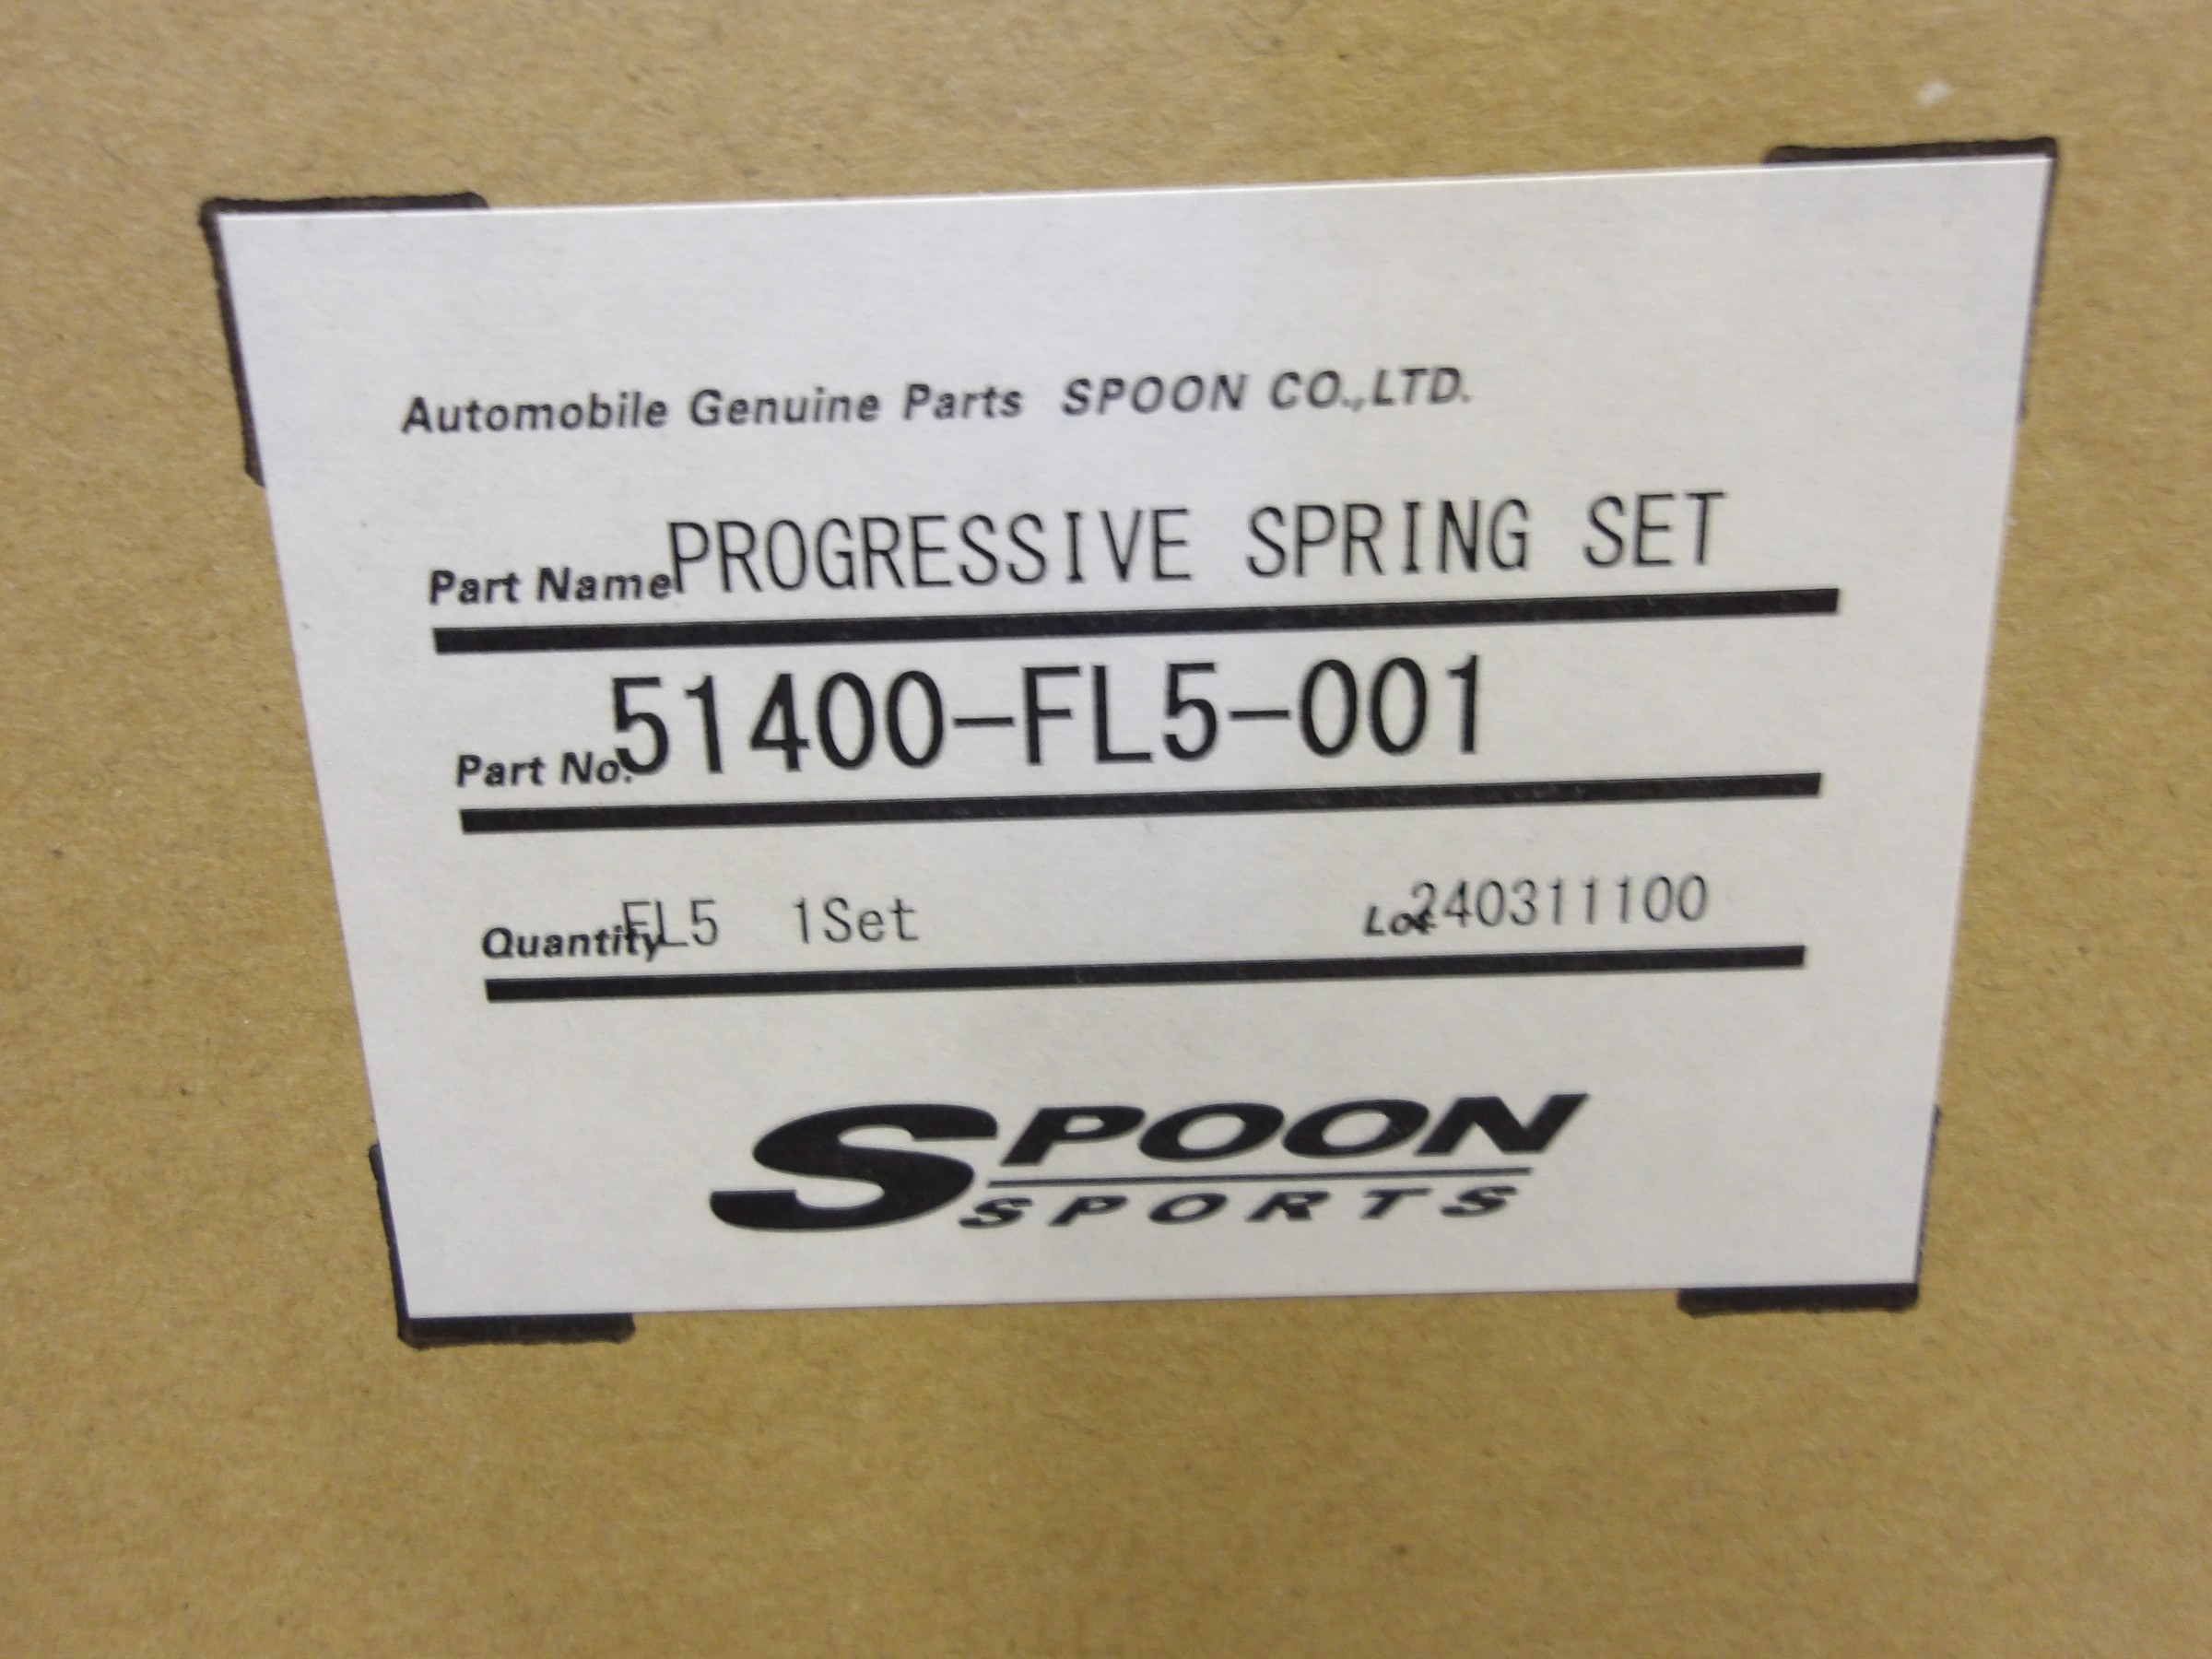 Automobile Genuine Parts SPOON CO.,LTD.
Part Name PROGRESSIVE SPRING SET
Part No. 51400-FL5-001
Quantity FL5 1Set Lot 240311100
SPOON
SPORTS